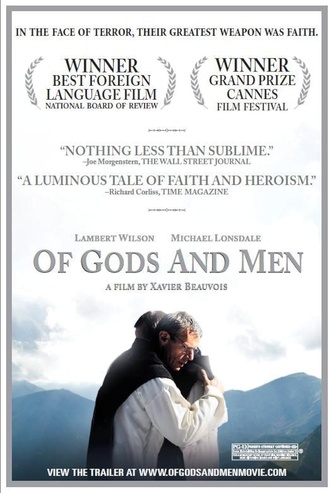 IN THE FACE OF TERROR, THEIR GREATEST WEAPON WAS FAITH.
WINNER
BEST FOREIGN
LANGUAGE FILM
NATIONAL BOARD OF REVIEW
WINNER
GRAND PRIZE
CANNES
FILM FESTIVAL
“NOTHING LESS THAN SUBLIME.”
–Joe Morgenstern, THE WALL STREET JOURNAL
“A LUMINOUS TALE OF FAITH AND HEROISM.”
–Richard Corliss, TIME MAGAZINE
LAMBERT WILSON MICHAEL LONSDALE
OF GODS AND MEN
A FILM BY XAVIER BEAUVOIS
PG-13
VIEW THE TRAILER AT WWW.OFGODSANDMENMOVIE.COM